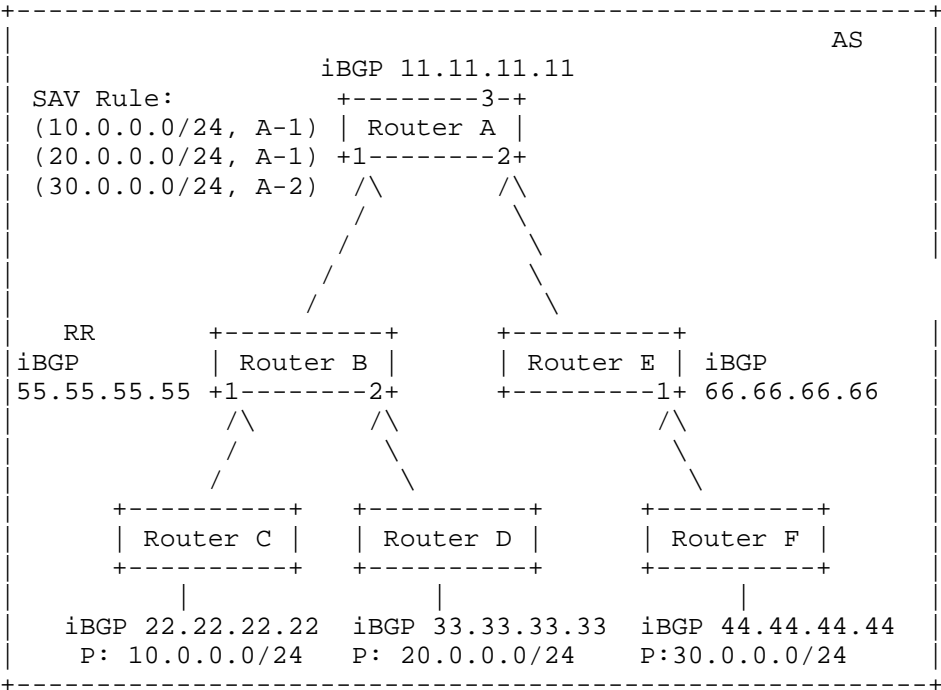 AS
iBGP 11.11.11.11
SAV Rule: 3
(10.0.0.0/24, A-1) Router A
(20.0.0.0/24, A-1) 1 2
(30.0.0.0/24, A-2)
RR
iBGP Router B Router E iBGP
55.55.55.55 1 2 1 66.66.66.66
Router C Router D Router F
iBGP 22.22.22.22 iBGP 33.33.33.33 iBGP 44.44.44.44
P: 10.0.0.0/24 P: 20.0.0.0/24 P:30.0.0.0/24